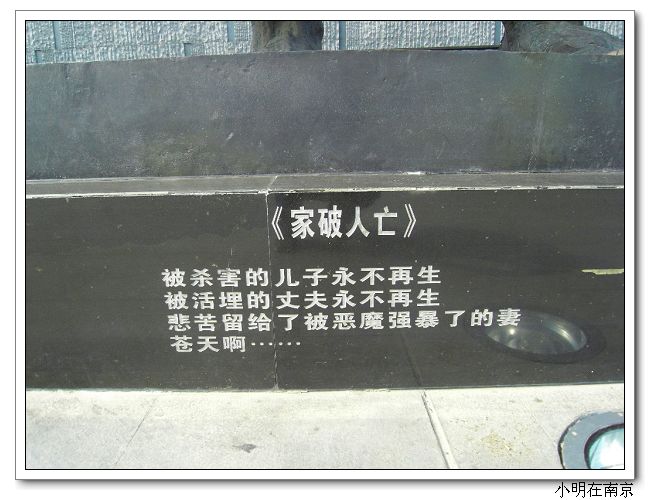 《家破人亡》
被杀害的儿子永不再生
被活埋的丈夫永不再生
悲苦留给了被恶魔强暴了的妻
苍天啊……
小明在南京